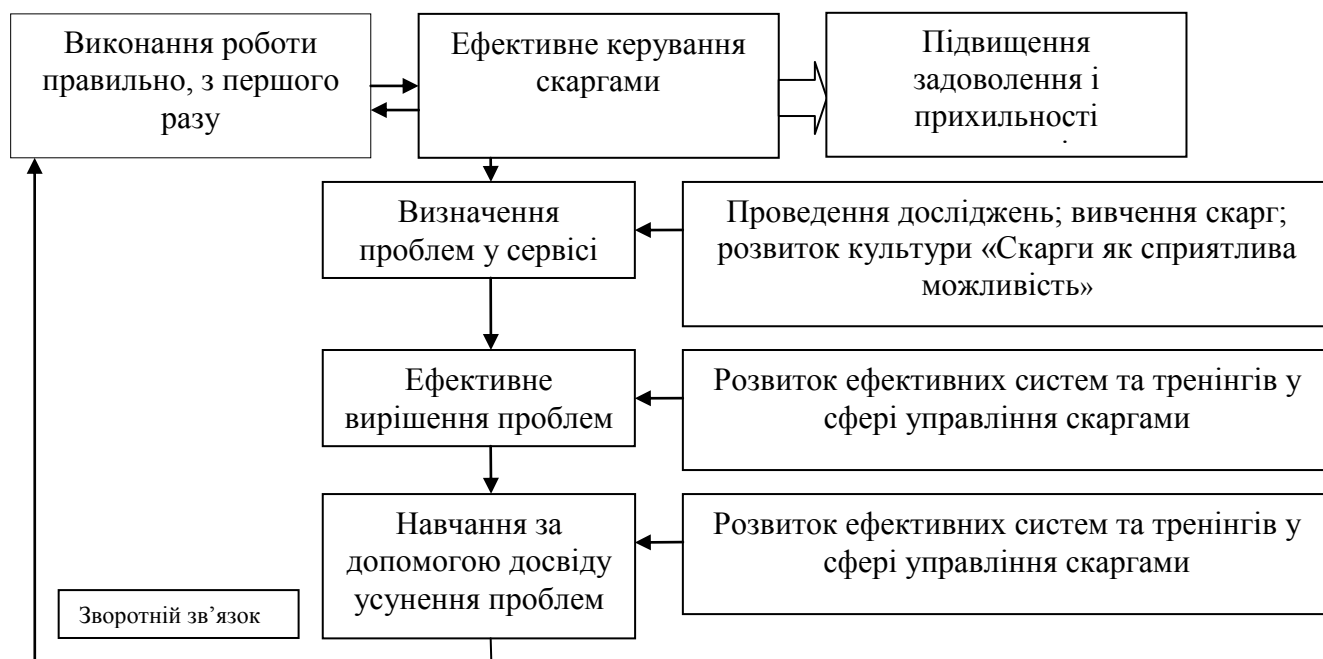 Виконання роботи
правильно, з першого
разу
Ефективне керування
скаргами
Підвищення
задоволення і
прихильності
Визначення
проблем у сервісі
Проведення досліджень; вивчення скарг;
розвиток культури «Скарги як сприятлива
можливість»
Ефективне
вирішення проблем
Розвиток ефективних систем та тренінгів у
сфері управління скаргами
Навчання за
допомогою досвіду
усунення проблем
Розвиток ефективних систем та тренінгів у
сфері управління скаргами
Зворотній зв’язок